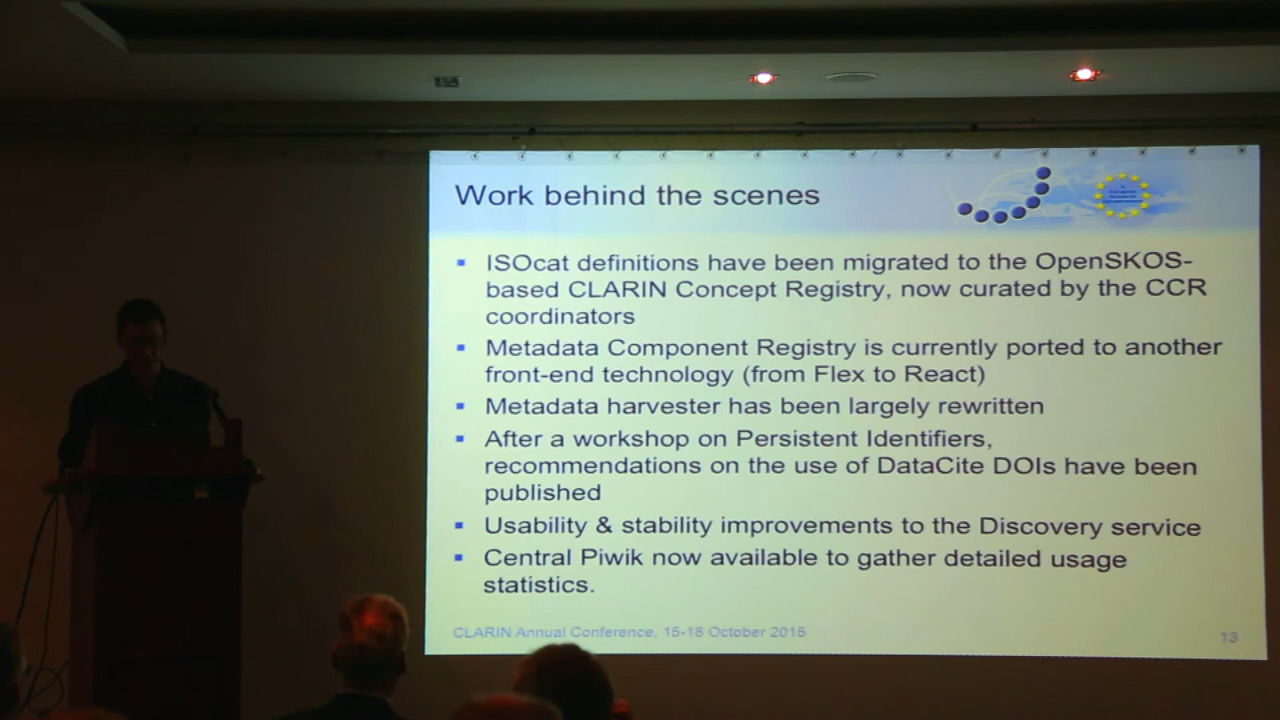 Work behind the scenes
▪ ISOcat definitions have been migrated to the OpenSKOS-
based CLARIN Concept Registry, now curated by the CCR
coordinators
▪ Metadata Component Registry is currently ported to another
front-end technology (from Flex to React)
▪ Metadata harvester has been largely rewritten
▪ After a workshop on Persistent Identifiers,
recommendations on the use of DataCite DOIs have been
published
▪ Usability & stability improvements to the Discovery service
▪ Central Piwik now available to gather detailed usage
statistics.
CLARIN Annual Conference, 15-18 October 2015
13